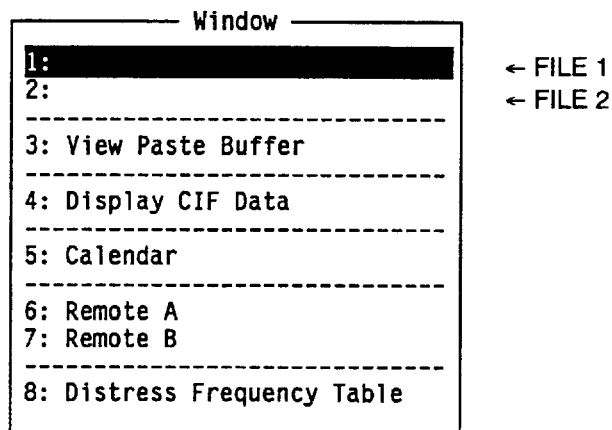 Window
1: ← FILE 1
2: ← FILE 2
3: View Paste Buffer
4: Display CIF Data
5: Calendar
6: Remote A
7: Remote B
8: Distress Frequency Table